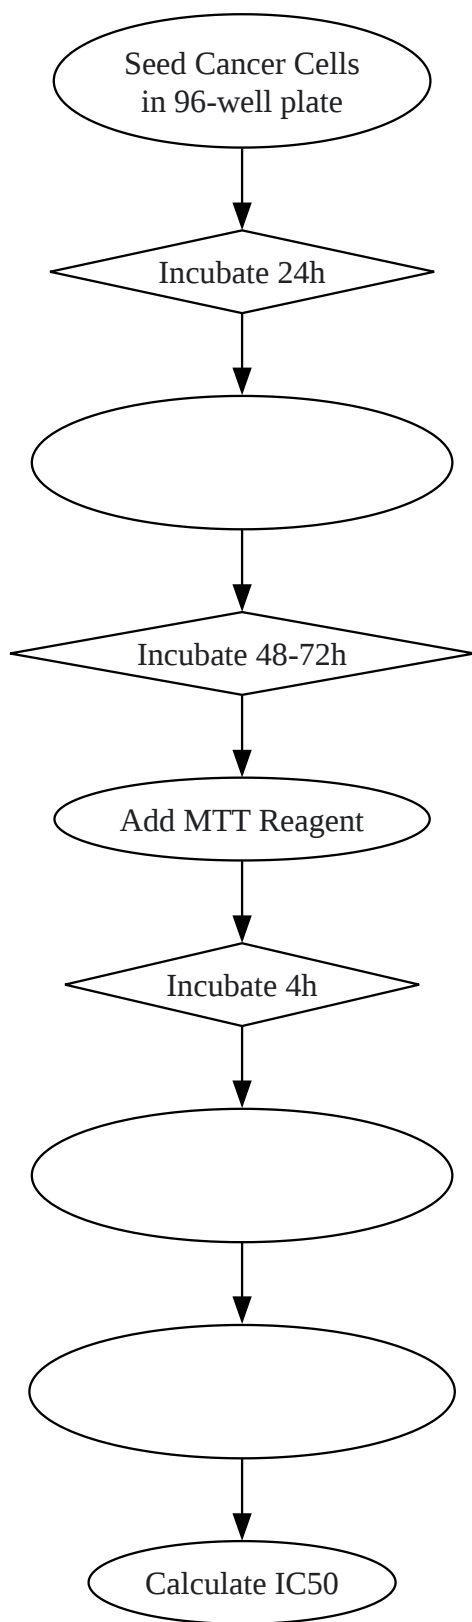 Seed Cancer Cells
in 96-well plate
Incubate 24h
Incubate 48-72h
Add MTT Reagent
Incubate 4h
Calculate IC50